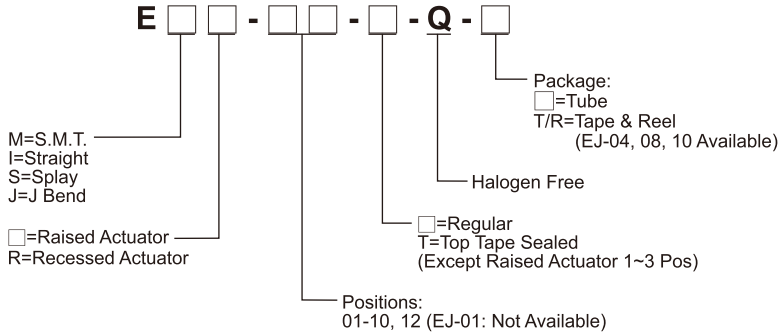 E□□-□□-□-Q-□
Package:
□=Tube
T/R=Tape & Reel
(EJ-04, 08, 10 Available)
M=S.M.T.
I=Straight
S=Splay
J=J Bend
Halogen Free
□=Raised Actuator
R=Recessed Actuator
□=Regular
T=Top Tape Sealed
(Except Raised Actuator 1~3 Pos)
Positions:
01-10, 12 (EJ-01: Not Available)